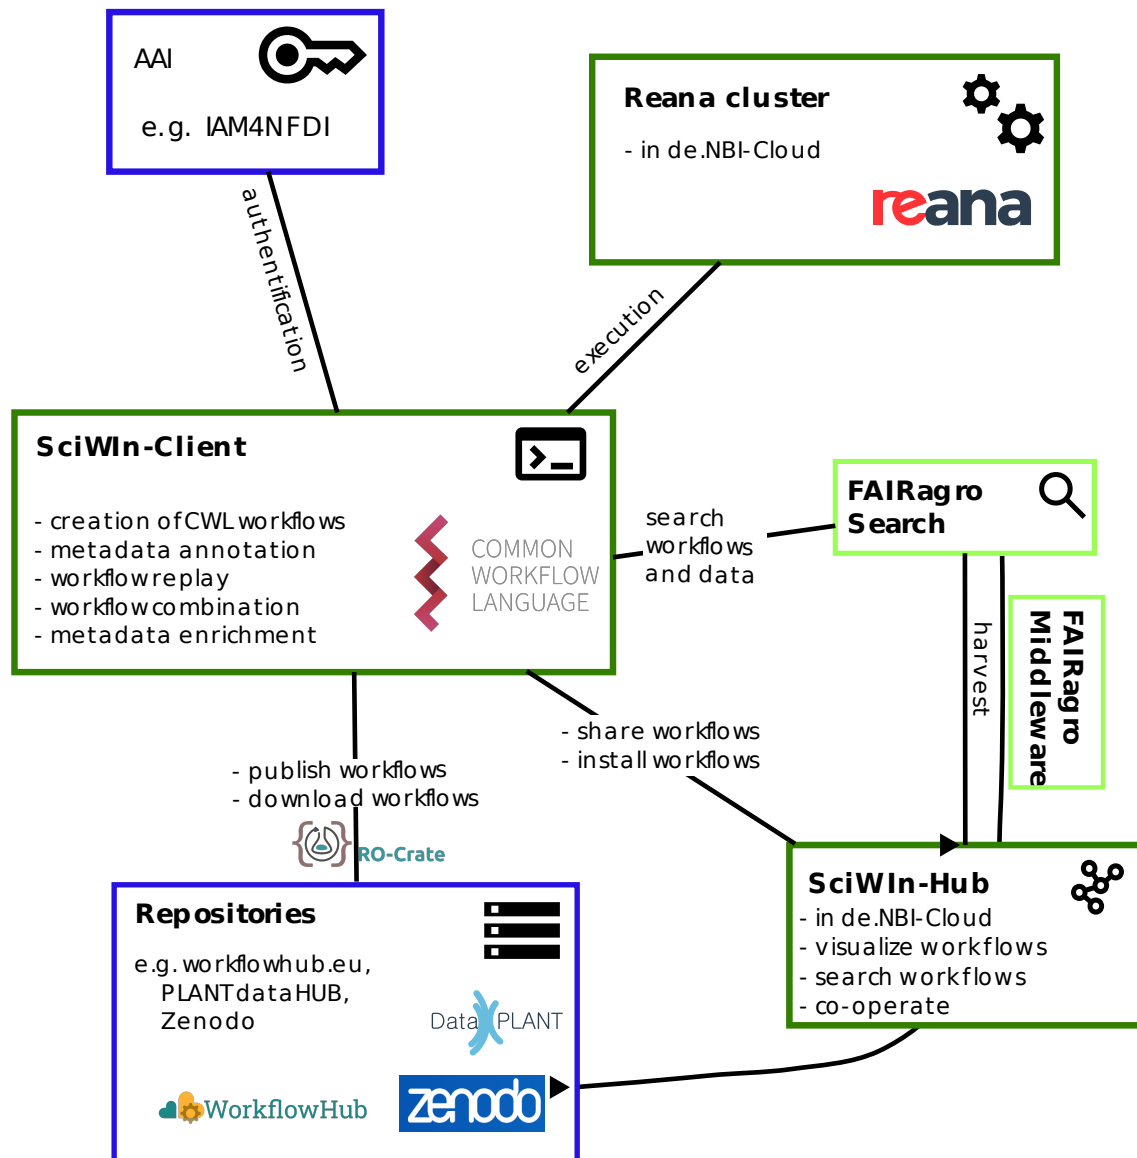 AAI
e.g. IAM4NFDI
authentification
Reana cluster
- in de.NBI-Cloud
reana
execution
SciWIn-Client
- creation of CWL workflows
- metadata annotation
- workflow replay
- workflow combination
- metadata enrichment
COMMON
WORKFLOW
LANGUAGE
search
workflows
and data
FAIRagro
Search
harvest
FAIRagro
Middleware
- share workflows
- install workflows
- publish workflows
- download workflows
RO-Crate
Repositories
e.g. workflowhub.eu,
PLANTdataHUB,
Zenodo
DataPLANT
WorkflowHub
zenodo
SciWIn-Hub
- in de.NBI-Cloud
- visualize workflows
- search workflows
- co-operate